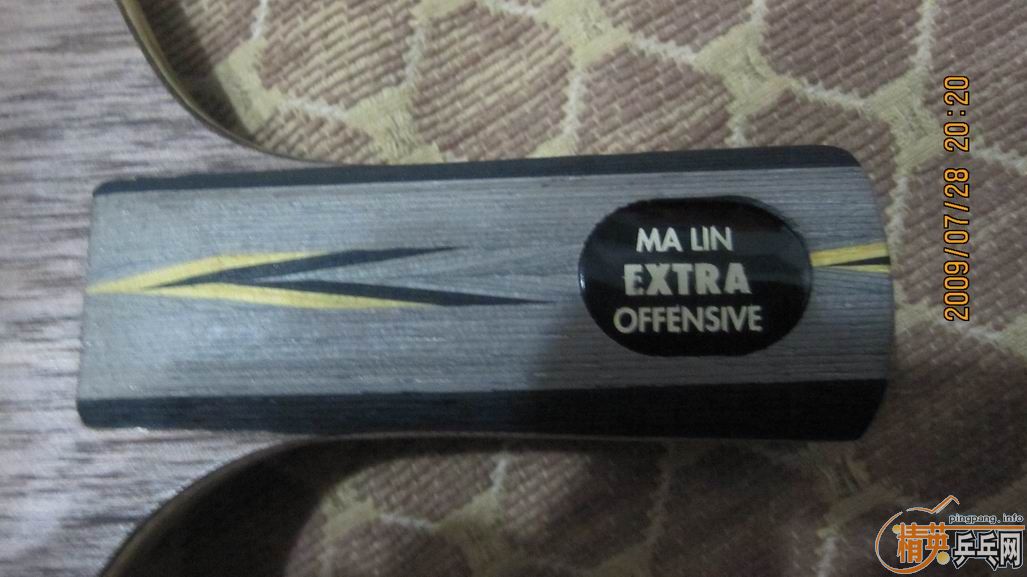 MA LIN
EXTRA
OFFENSIVE
2009/07/28 20:20
pingpang.info
精英乒乓网